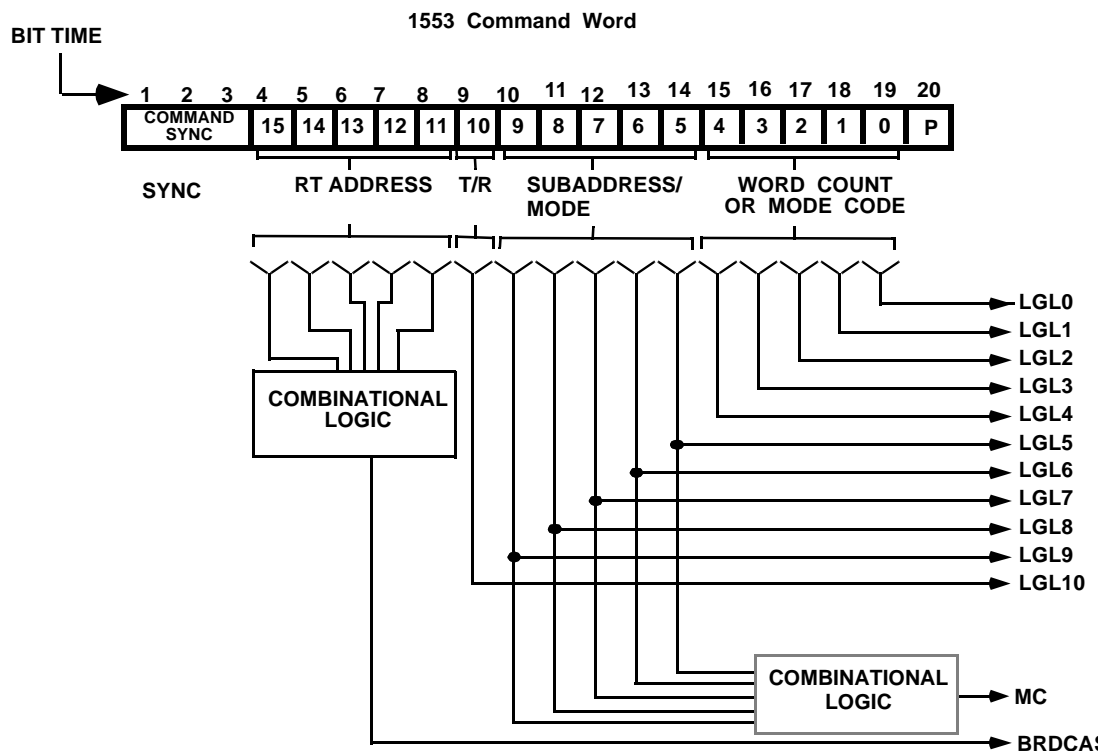 1553 Command Word
BIT TIME
1 2 3 4 5 6 7 8 9 10 11 12 13 14 15 16 17 18 19 20
COMMAND
SYNC
15 14 13 12 11 10 9 8 7 6 5 4 3 2 1 0 P
SYNC
RT ADDRESS
T/R
SUBADDRESS/
MODE
WORD COUNT
OR MODE CODE
LGL0
LGL1
LGL2
LGL3
LGL4
LGL5
LGL6
LGL7
LGL8
LGL9
LGL10
COMBINATIONAL
LOGIC
COMBINATIONAL
LOGIC
MC
BRDCAS